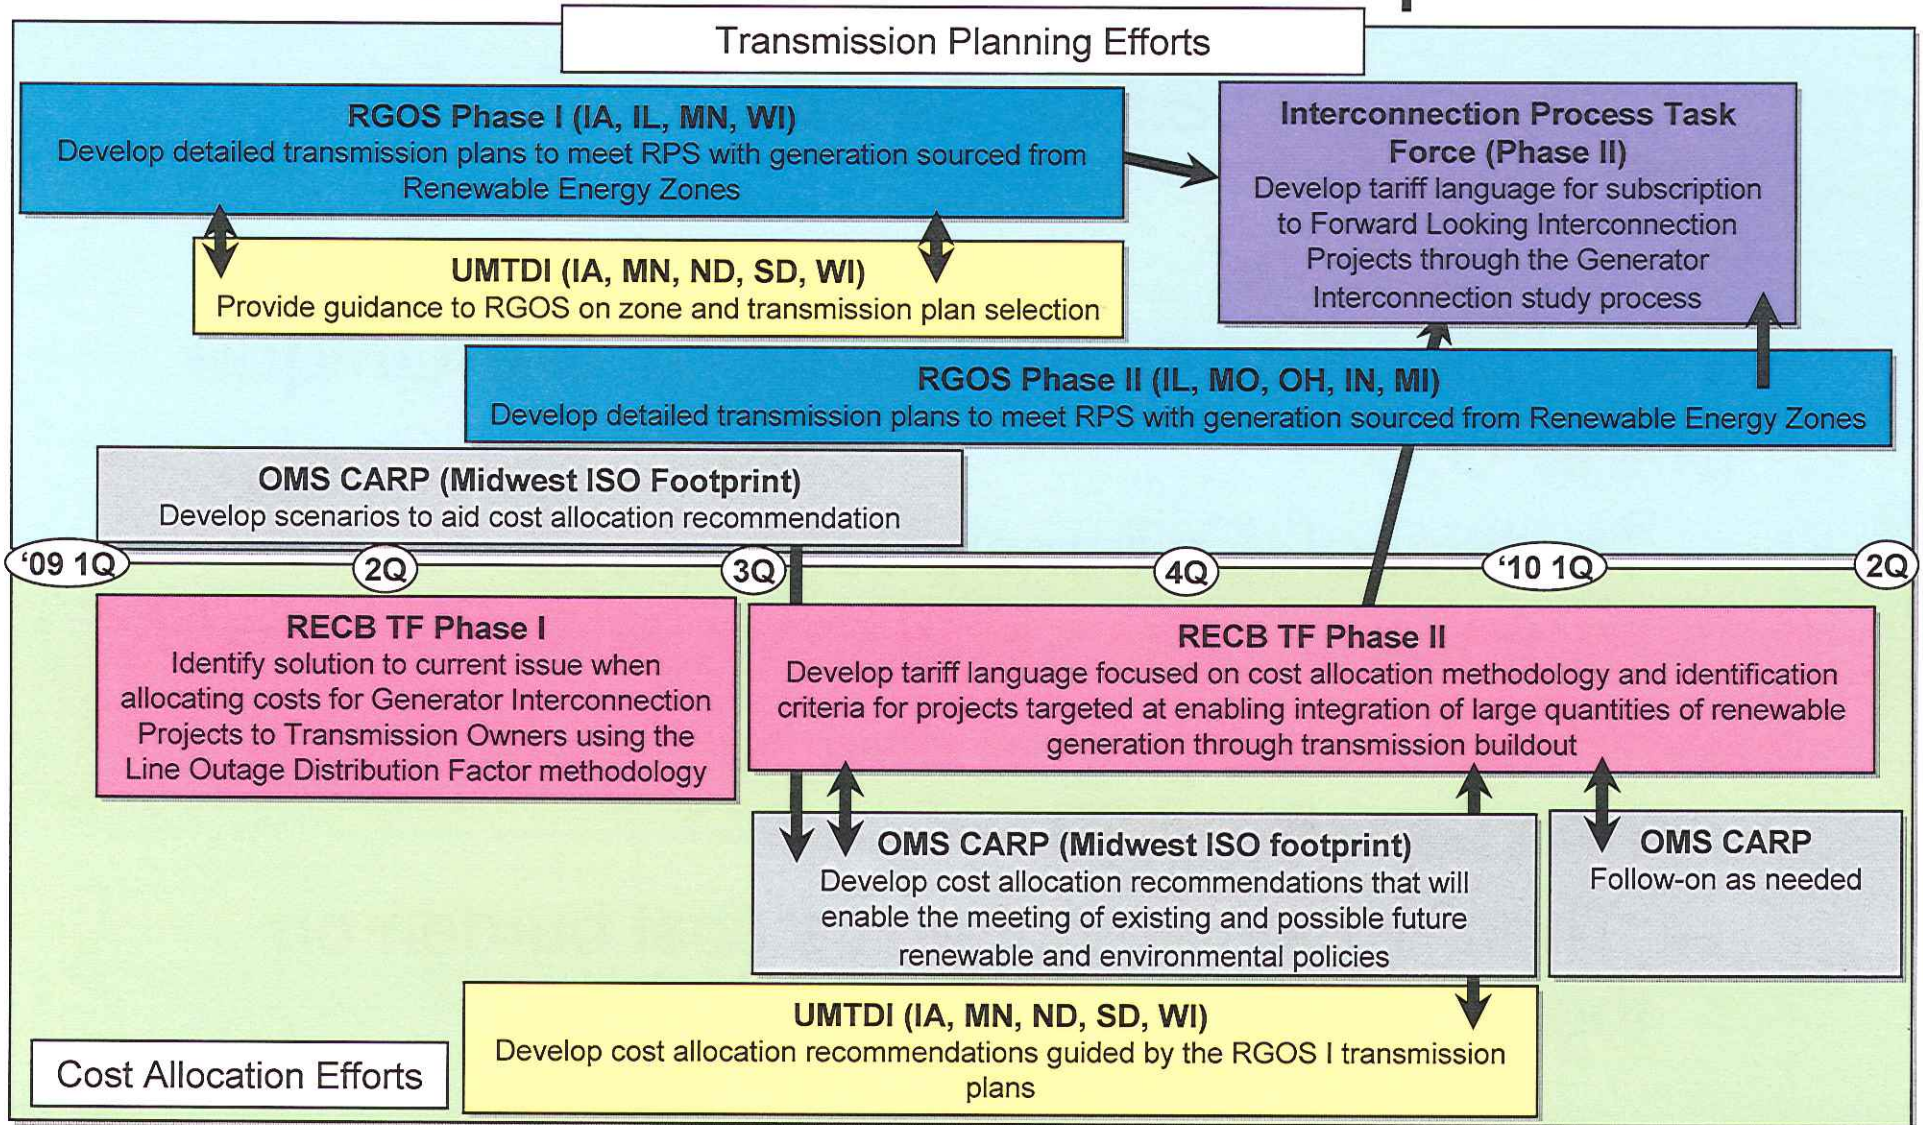 Transmission Planning Efforts
RGOS Phase I (IA, IL, MN, WI)
Develop detailed transmission plans to meet RPS with generation sourced from
Renewable Energy Zones
Interconnection Process Task
Force (Phase II)
Develop tariff language for subscription
to Forward Looking Interconnection
Projects through the Generator
Interconnection study process
UMTDI (IA, MN, ND, SD, WI)
Provide guidance to RGOS on zone and transmission plan selection
RGOS Phase II (IL, MO, OH, IN, MI)
Develop detailed transmission plans to meet RPS with generation sourced from Renewable Energy Zones
OMS CARP (Midwest ISO Footprint)
Develop scenarios to aid cost allocation recommendation
‘09 1Q
2Q
3Q
4Q
‘10 1Q
2Q
RECB TF Phase I
Identify solution to current issue when
allocating costs for Generator Interconnection
Projects to Transmission Owners using the
Line Outage Distribution Factor methodology
RECB TF Phase II
Develop tariff language focused on cost allocation methodology and identification
criteria for projects targeted at enabling integration of large quantities of renewable
generation through transmission buildout
OMS CARP (Midwest ISO footprint)
Develop cost allocation recommendations that will
enable the meeting of existing and possible future
renewable and environmental policies
OMS CARP
Follow-on as needed
UMTDI (IA, MN, ND, SD, WI)
Develop cost allocation recommendations guided by the RGOS I transmission
plans
Cost Allocation Efforts